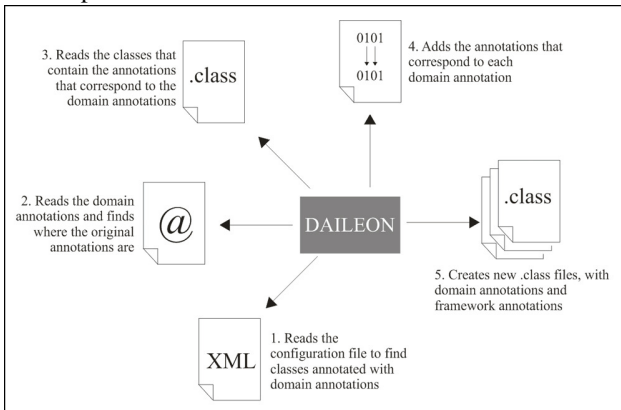 3. Reads the classes that
contain the annotations
that correspond to the
domain annotations
.class
0101
0101
4. Adds the annotations that
correspond to each
domain annotation
2. Reads the domain
annotations and finds
where the original
annotations are
@
DAILEON
.class
5. Creates new .class files, with
domain annotations and
framework annotations
XML
1. Reads the
configuration file to find
classes annotated with
domain annotations